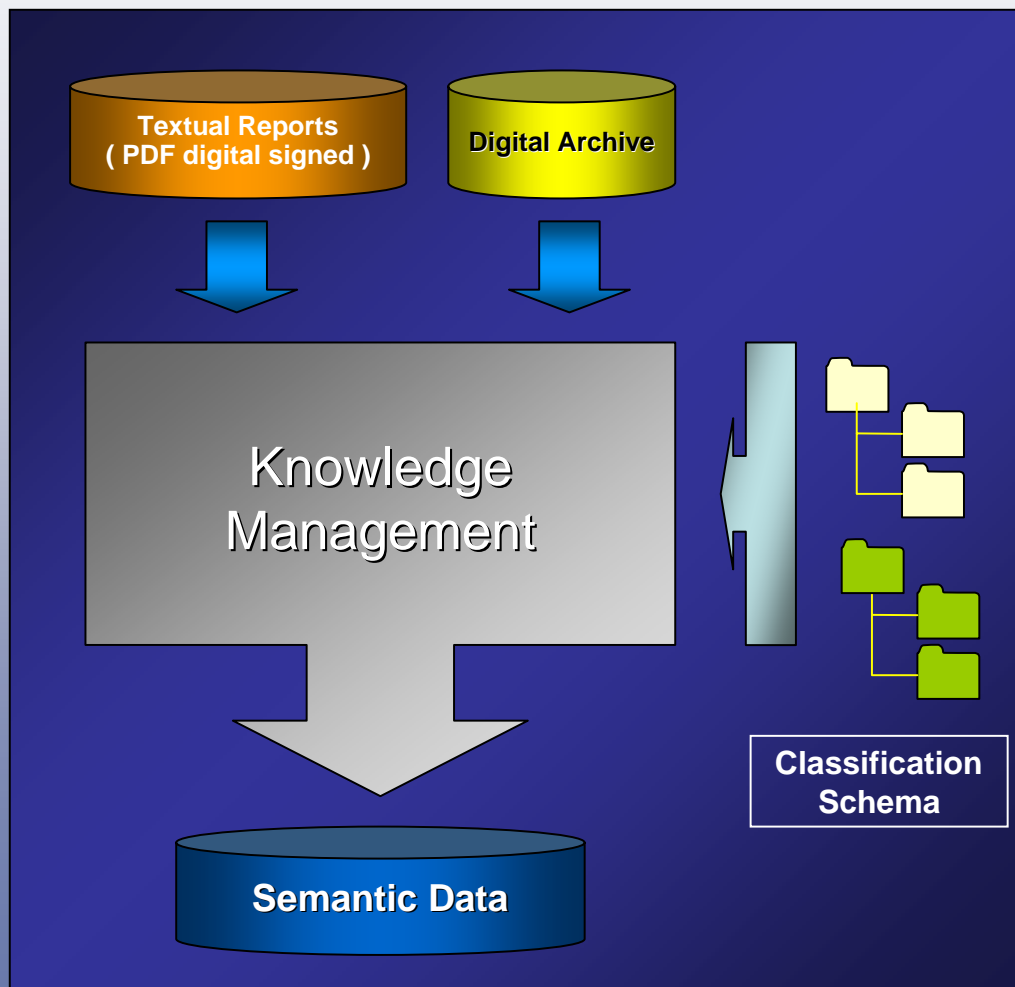 Textual Reports
( PDF digital signed )
Digital Archive
Knowledge
Management
Classification
Schema
Semantic Data